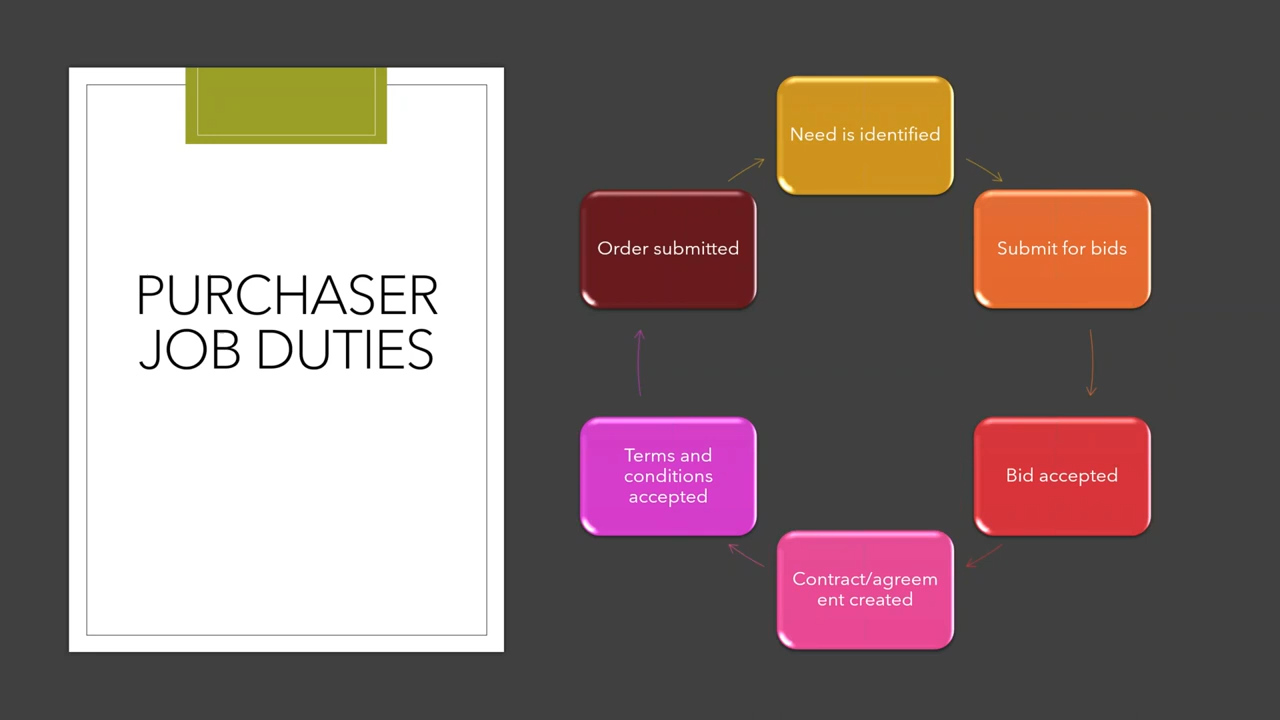 PURCHASER
JOB DUTIES
Need is identified
Submit for bids
Bid accepted
Contract/agreem
ent created
Terms and
conditions
accepted
Order submitted